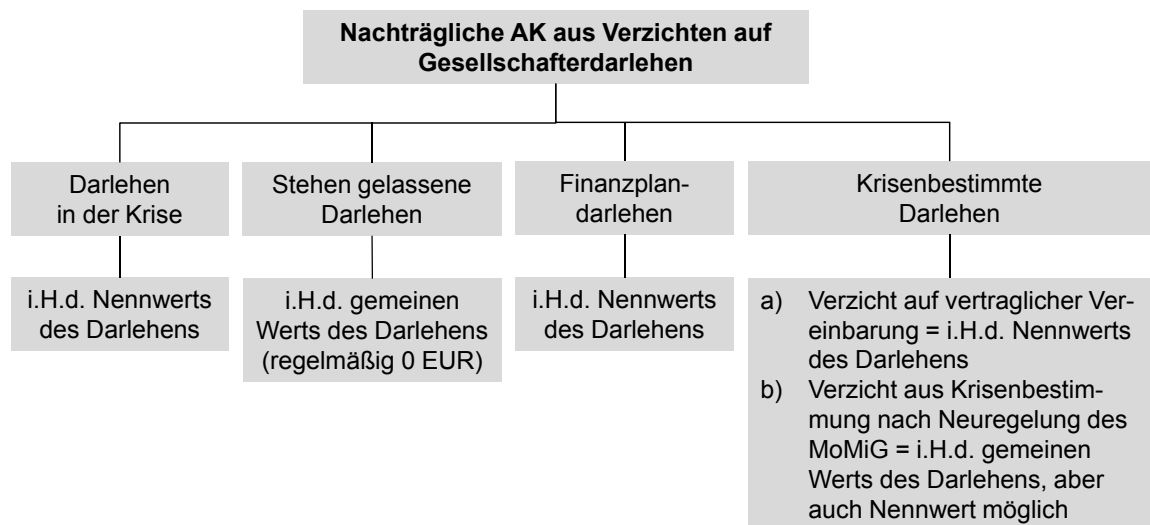 Nachträgliche AK aus Verzichten auf
Gesellschafterdarlehen
Darlehen
in der Krise
Stehen gelassene
Darlehen
Finanzplan-
darlehen
Krisenbestimmte
Darlehen
i.H.d. Nennwerts
des Darlehens
i.H.d. gemeinen
Werts des Darlehens
(regelmäßig 0 EUR)
i.H.d. Nennwerts
des Darlehens
a) Verzicht auf vertraglicher Ver-
einbarung = i.H.d. Nennwerts
des Darlehens
b) Verzicht aus Krisenbestim-
mung nach Neuregelung des
MoMiG = i.H.d. gemeinen
Werts des Darlehens, aber
auch Nennwert möglich